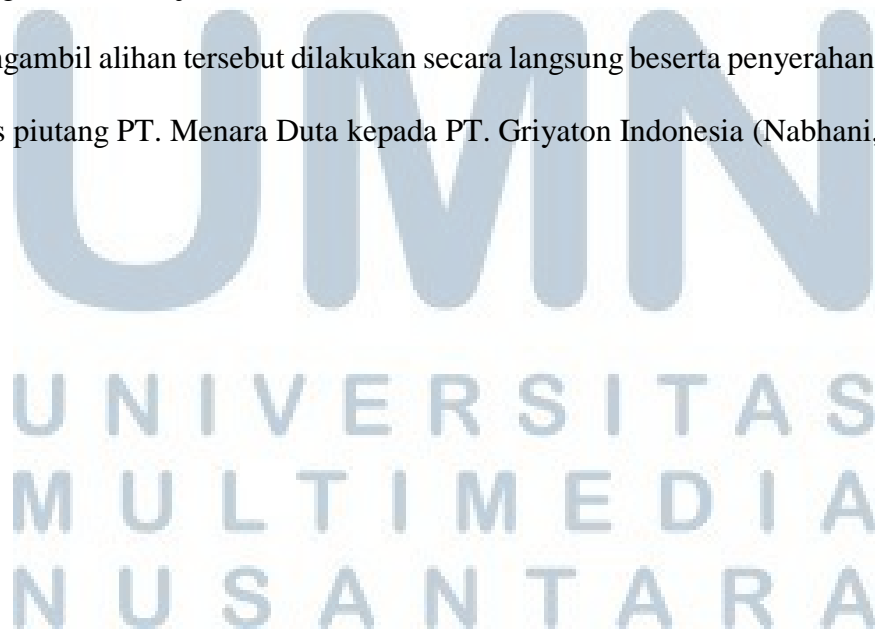 ngambil alihan tersebut dilakukan secara langsung beserta penyerahan
s piutang PT. Menara Duta kepada PT. Griyaton Indonesia (Nabhani,
UMN
UNIVERSITAS
MULTIMEDIA
NUSANTARA